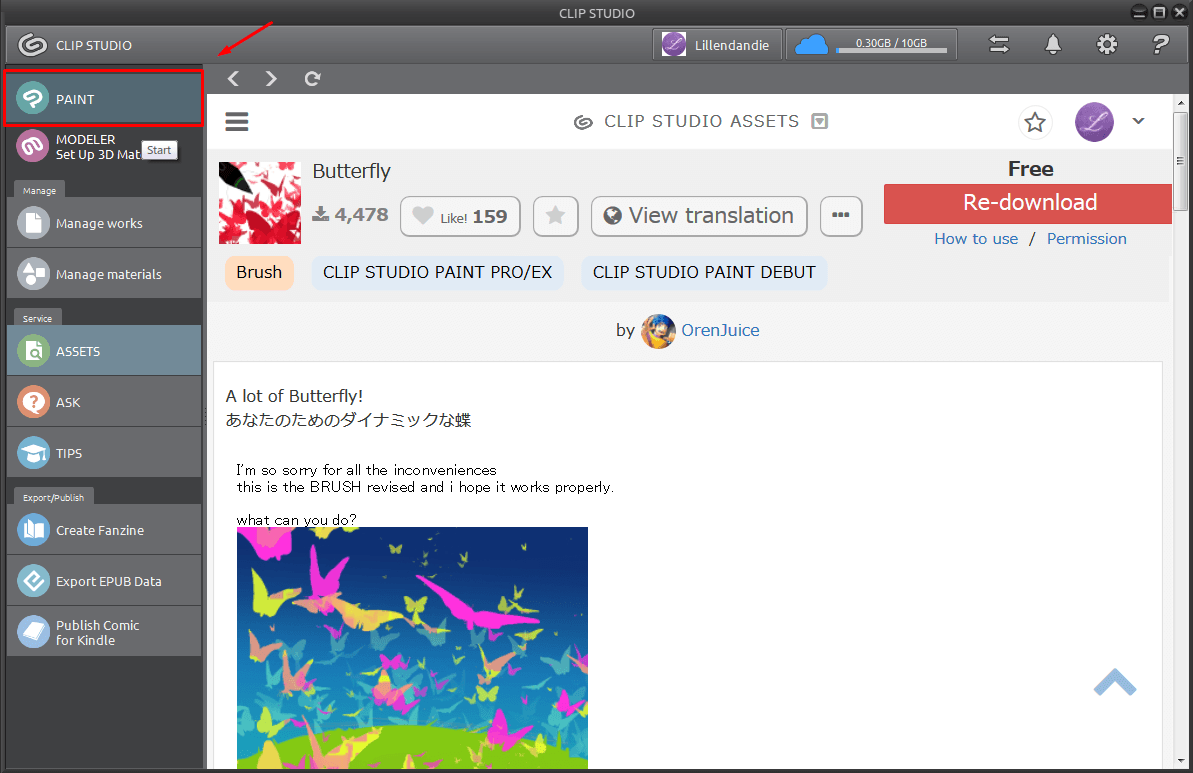 CLIP STUDIO
CLIP STUDIO
Lillendandie
0.30GB / 10GB
PAINT
MODELER
Set Up 3D Mat
Start
Manage
Manage works
Manage materials
Service
ASSETS
ASK
TIPS
Export/Publish
Create Fanzine
Export EPUB Data
Publish Comic
for Kindle
CLIP STUDIO ASSETS
Butterfly
4,478
Like! 159
View translation
Free
Re-download
How to use / Permission
Brush
CLIP STUDIO PAINT PRO/EX
CLIP STUDIO PAINT DEBUT
by OrenJuice
A lot of Butterfly!
あなたのためのダイナミックな蝶
I'm so sorry for all the inconveniences
this is the BRUSH revised and i hope it works properly.
what can you do?